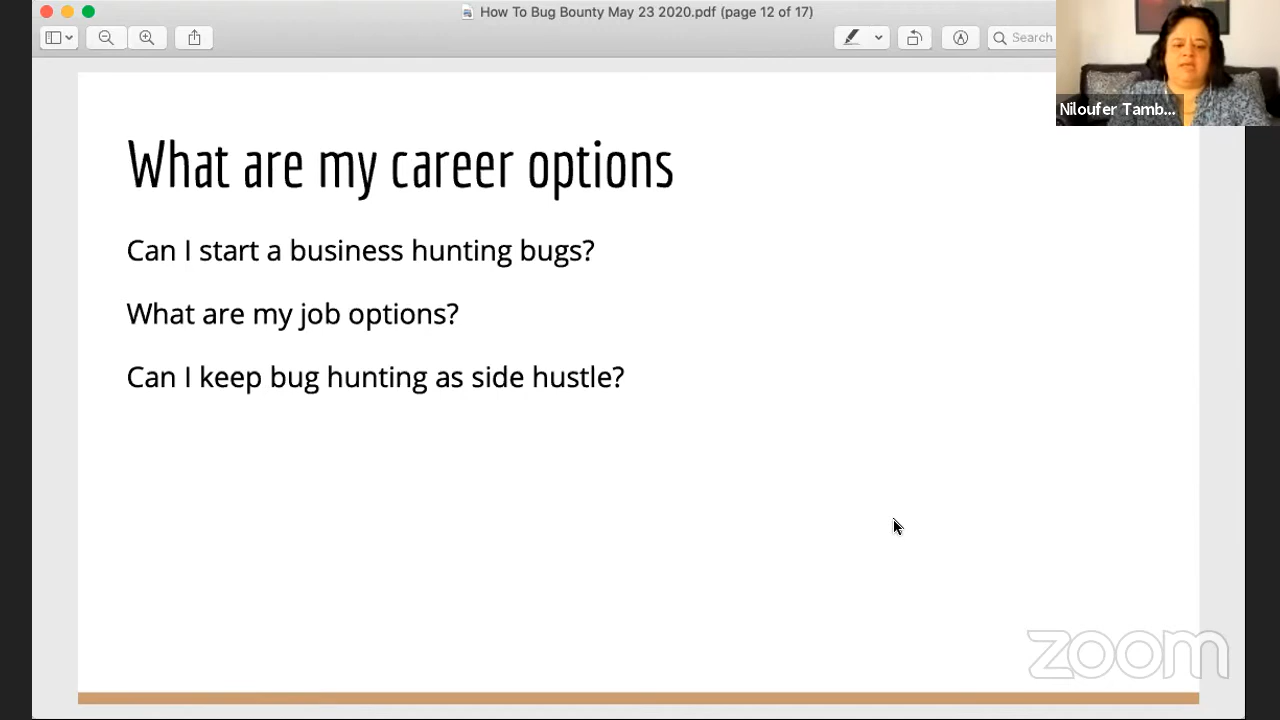 How To Bug Bounty May 23 2020.pdf (page 12 of 17)
Search
Niloufer Tamb...
What are my career options
Can I start a business hunting bugs?
What are my job options?
Can I keep bug hunting as side hustle?
zoom